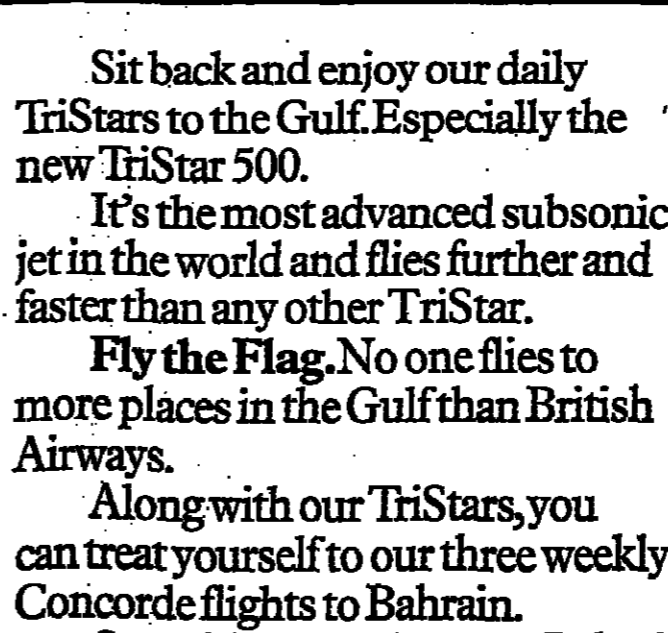 Sit back and enjoy our daily
TriStars to the Gulf. Especially the
new TriStar 500.
It's the most advanced subsonic
jet in the world and flies further and
faster than any other TriStar.
Fly the Flag. No one flies to
more places in the Gulf than British
Airways.
Along with our TriStars, you
can treat yourself to our three weekly
Concorde flights to Bahrain.